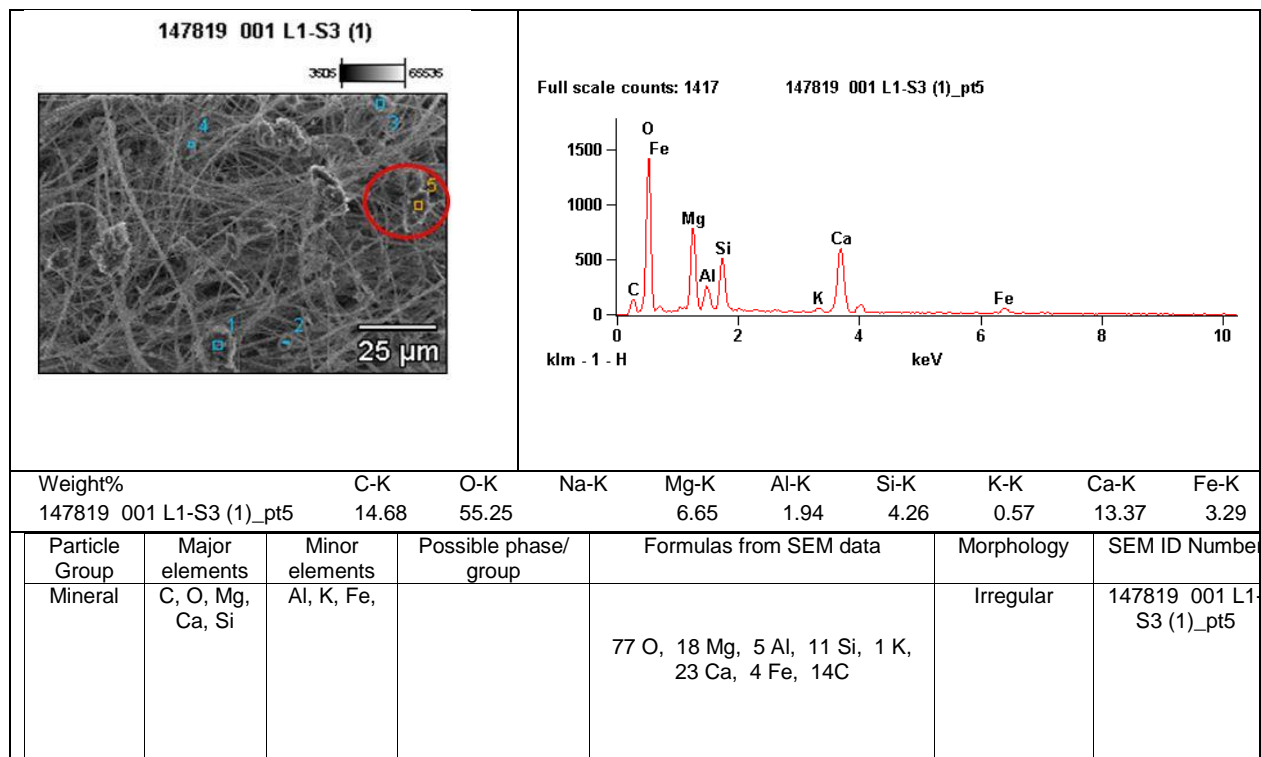 147819 001 L1-S3 (1)
3505 65535
4
3
5
1
2
25 µm
Full scale counts: 1417 147819 001 L1-S3 (1)_pt5
O
1500 Fe
1000
Mg
500 Si
Ca
Al
C
K
Fe
0
0 2 4 6 8 10
klm - 1 - H keV
Weight% C-K O-K Na-K Mg-K Al-K Si-K K-K Ca-K Fe-K
147819 001 L1-S3 (1)_pt5 14.68 55.25 6.65 1.94 4.26 0.57 13.37 3.29
Particle Major Minor Possible phase/ Formulas from SEM data Morphology SEM ID Number
Group elements elements group
Mineral C, O, Mg, Al, K, Fe, Irregular 147819 001 L1-
Ca, Si S3 (1)_pt5
77 O, 18 Mg, 5 Al, 11 Si, 1 K,
23 Ca, 4 Fe, 14C